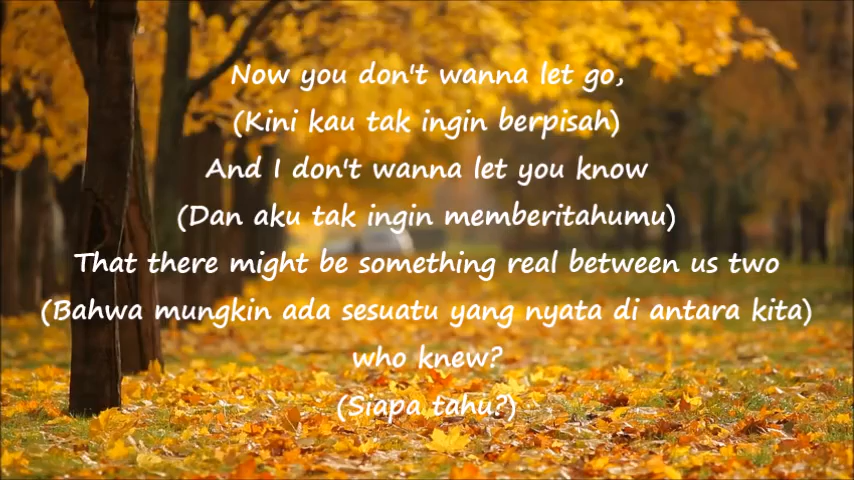 Now you don't wanna let go,
(Kini kau tak ingin berpisah)
And I don't wanna let you know
(Dan aku tak ingin memberitahumu)
That there might be something real between us two
(Bahwa mungkin ada sesuatu yang nyata di antara kita)
who knew?
(Siapa tahu?)